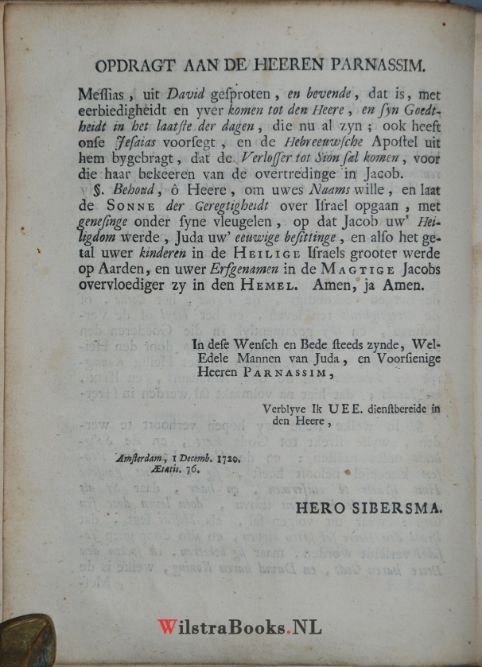 OPDRAGT AAN DE HEEREN PARNASSIM.
Meſſias, uit David geſproten, en bevende, dat is, met
eerbiedigheidt en yver komen tot den Heere, en ſyn Goedt-
heidt in het laatſte der dagen, die nu al zyn; ook heeft
onſe Jeſaias voorſegt, en de Hebreenwſche Apoſtel uit
hem bygebragt, dat de Verloſſer tot Sion ſal komen, voor
die haar bekeeren van de overtredinge in Jacob.
y §. Behoud, ô Heere, om uwes Naams wille, en laat
de SONNE der Geregtigheidt over Iſrael opgaan, met
geneſinge onder ſyne vleugelen, op dat Jacob uw' Hei-
ligdom werde, Juda uw' eeuwige beſittinge, en alſo het ge-
tal uwer kinderen in de HEILIGE Iſraels grooter werde
op Aarden, en uwer Erfgenamen in de MAGTIGE Jacobs
overvloediger zy in den HEMEL. Amen, ja Amen.
In deſe Wenſch en Bede ſteeds zynde, Wel-
Edele Mannen van Juda, en Voorſienige
Heeren PARNASSIM,
Verblyve Ik UEE. dienſtbereide in
den Heere,
Amſterdam, 1 Decemb. 1720.
Ætatis. 76.
HERO SIBERSMA.
WilstraBooks.NL